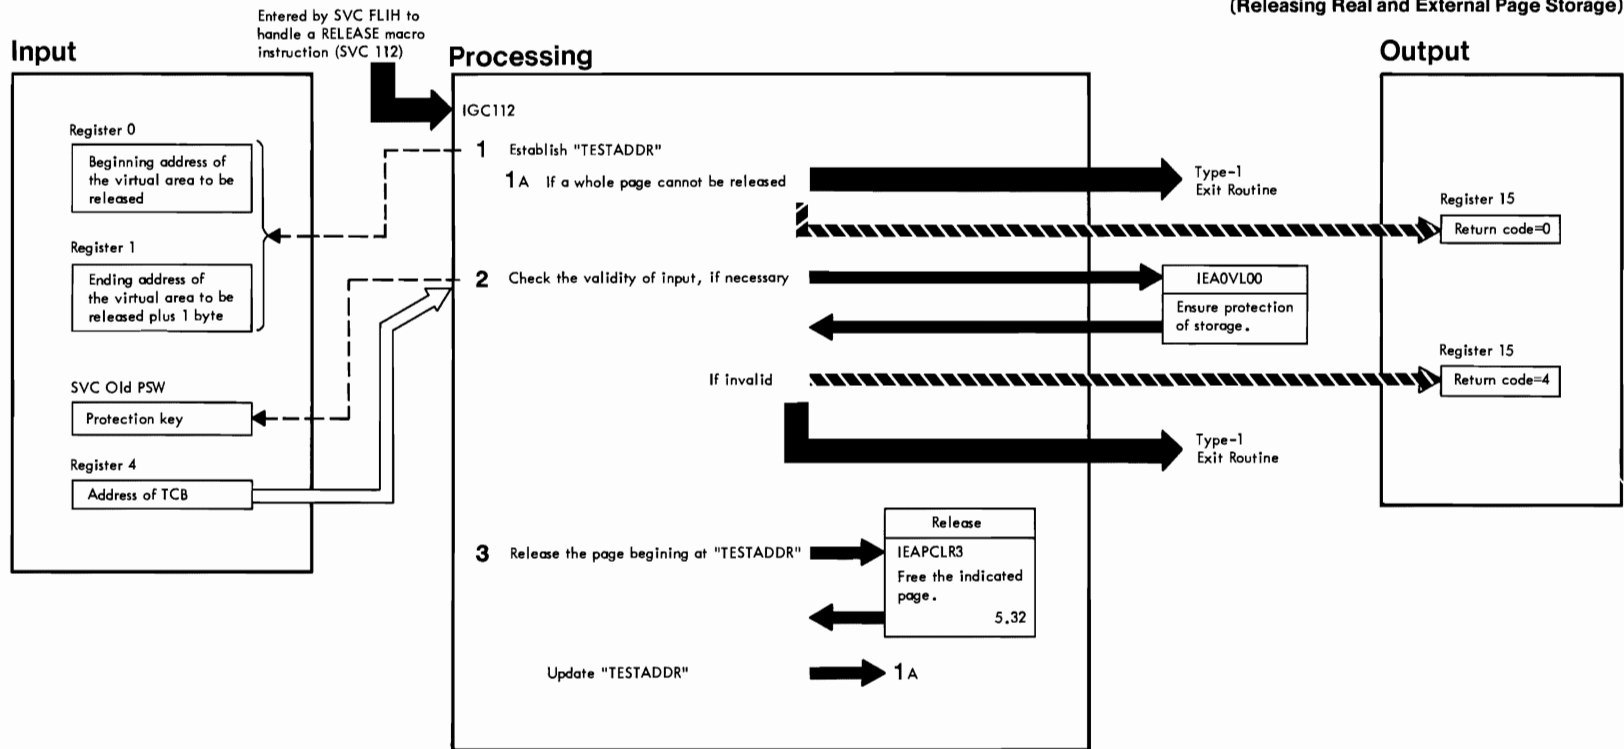 (Releasing Real and External Page Storage)
Entered by SVC FLIH to
handle a RELEASE macro
instruction (SVC 112)
Input
Processing
Output
Register 0
Beginning address of
the virtual area to be
released
Register 1
Ending address of
the virtual area to be
released plus 1 byte
SVC Old PSW
Protection key
Register 4
Address of TCB
IGC112
1 Establish "TESTADDR"
1A If a whole page cannot be released
Type-1
Exit Routine
Register 15
Return code=0
2 Check the validity of input, if necessary
IEA0VL00
Ensure protection
of storage.
If invalid
Register 15
Return code=4
Type-1
Exit Routine
3 Release the page begining at "TESTADDR"
Release
IEAPCLR3
Free the indicated
page.
5.32
Update "TESTADDR"
1A